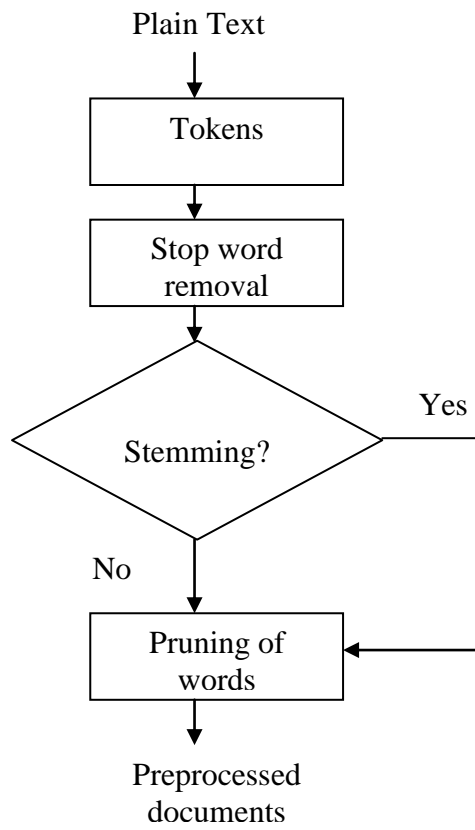 Plain Text
Tokens
Stop word
removal
Yes
Stemming?
No
Pruning of
words
Preprocessed
documents